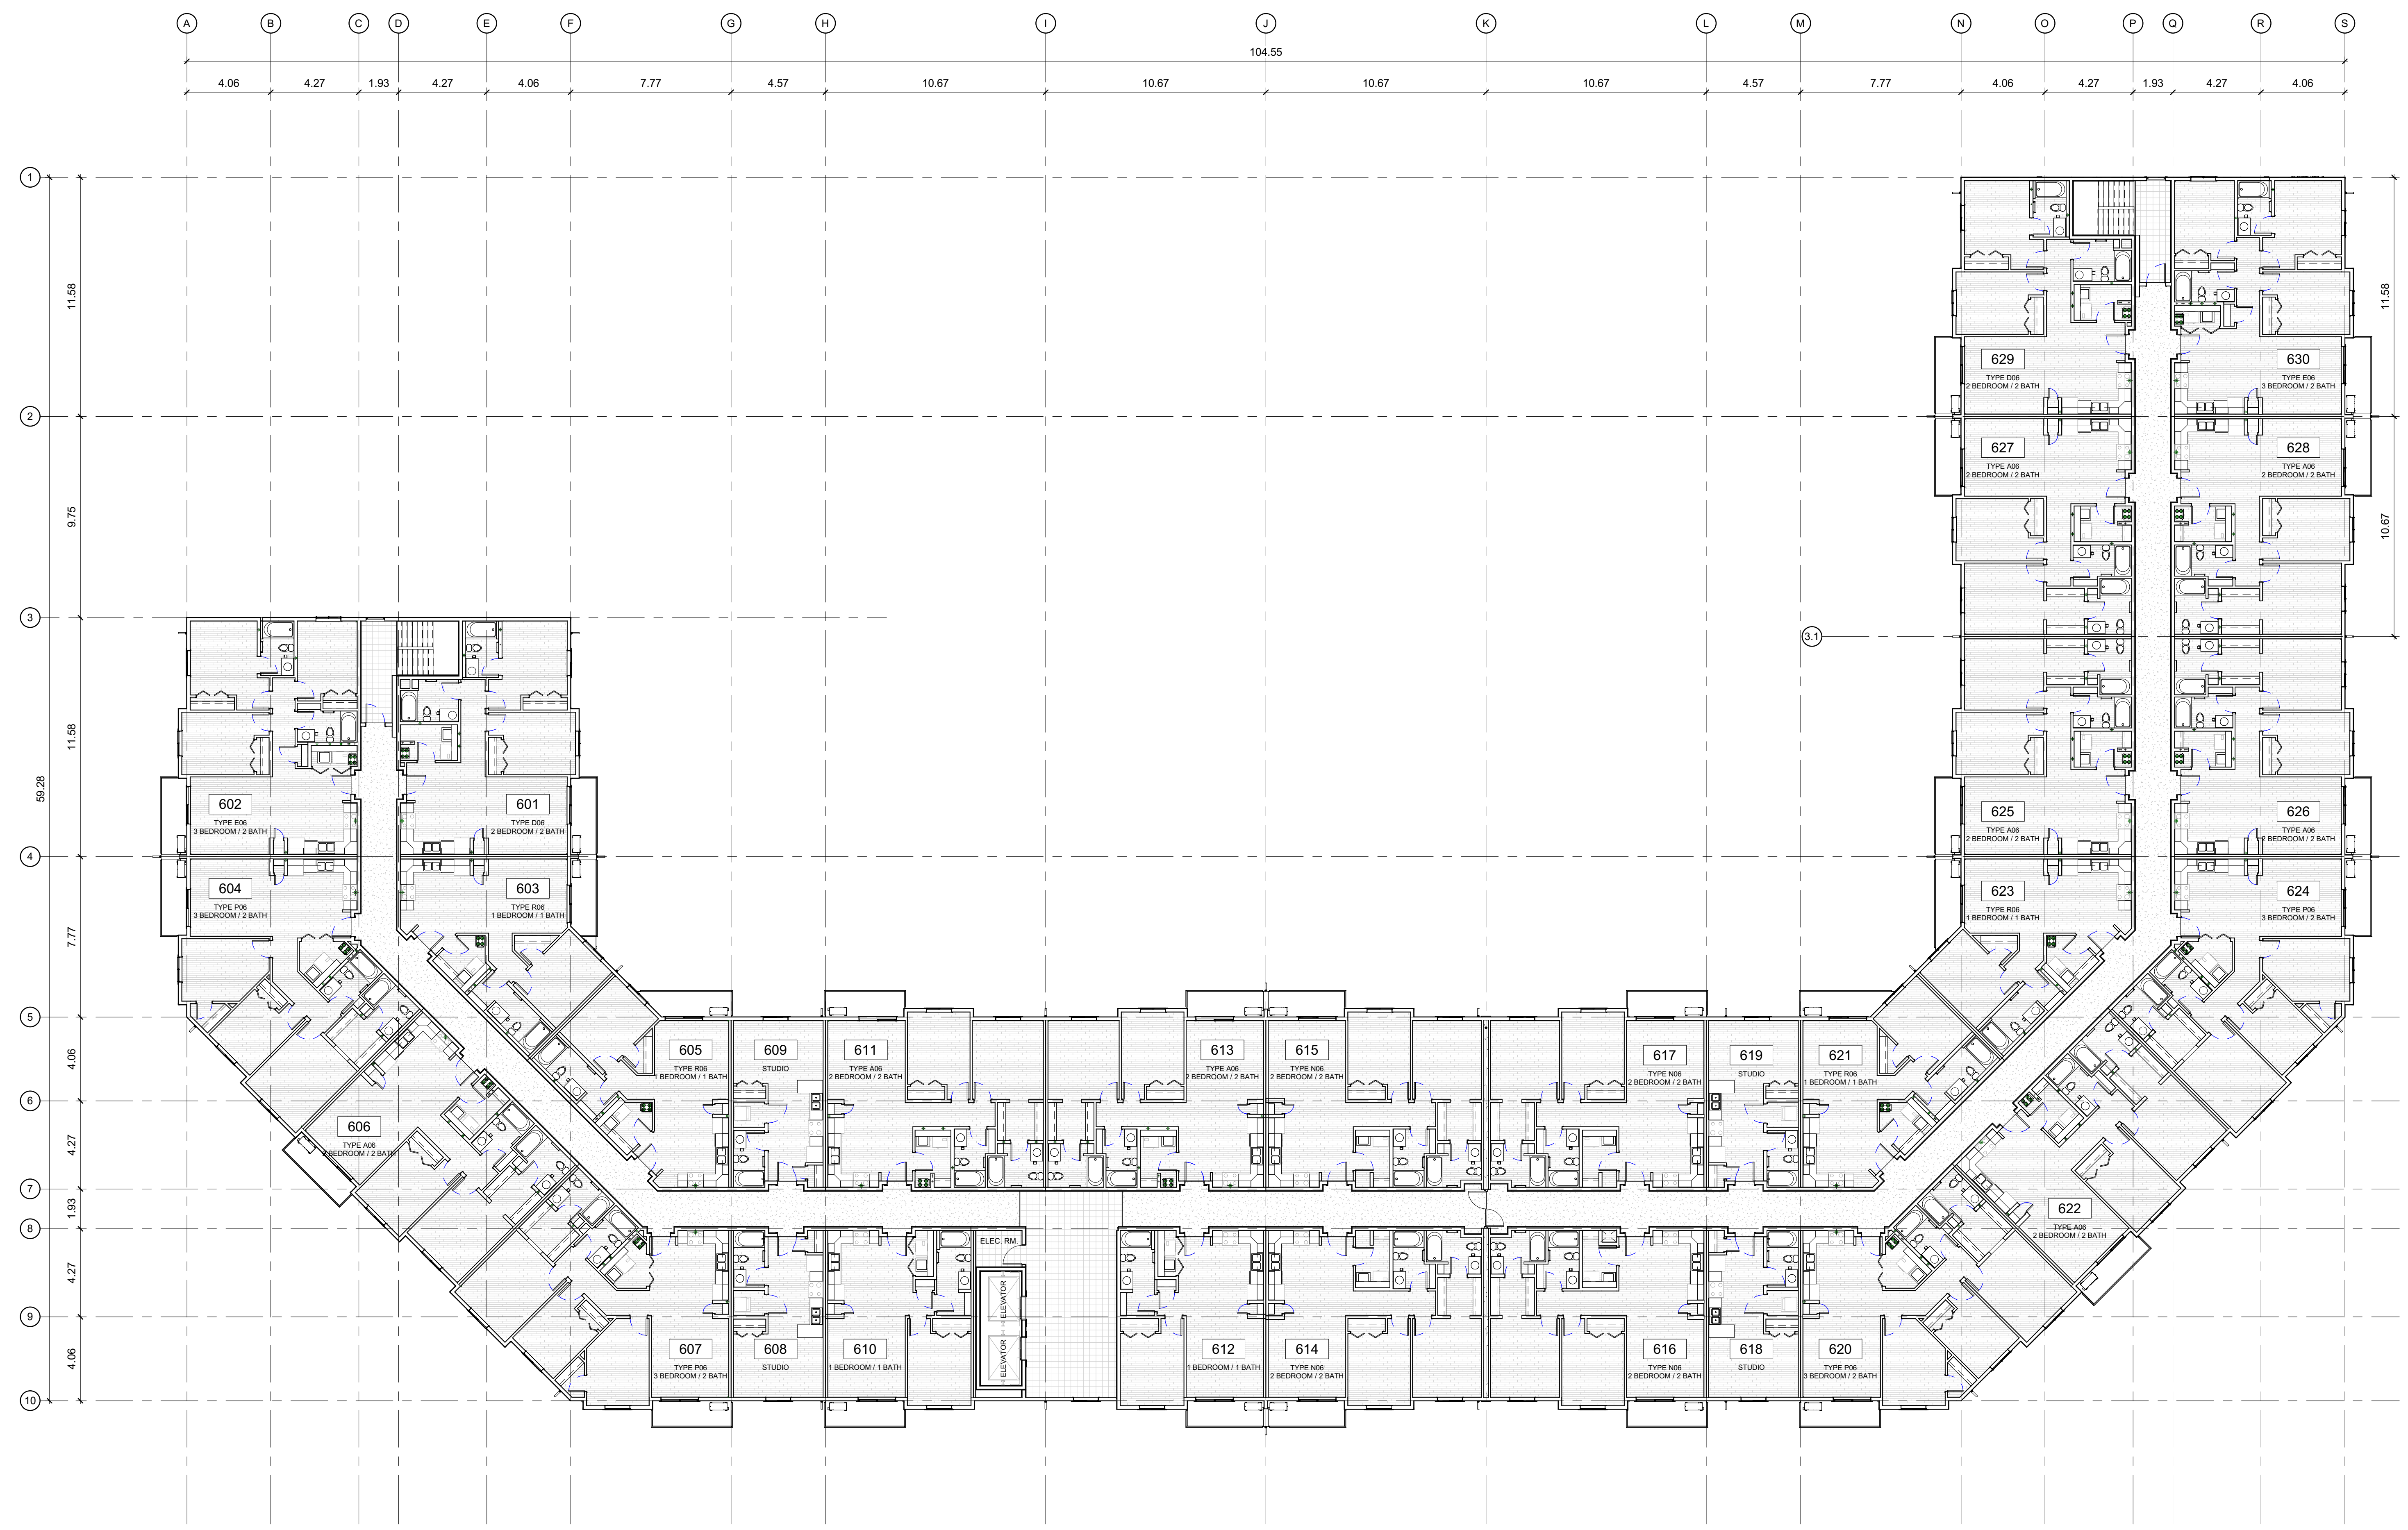 A B C D E F G H I J K L M N O P Q R S
104.55
4.06 4.27 1.93 4.27 4.06 7.77 4.57 10.67 10.67 10.67 10.67 4.57 7.77 4.06 4.27 1.93 4.27 4.06
1
11.58
11.58
629
TYPE D06
2 BEDROOM / 2 BATH
630
TYPE E06
3 BEDROOM / 2 BATH
2
627
TYPE A06
2 BEDROOM / 2 BATH
628
TYPE A06
2 BEDROOM / 2 BATH
9.75
10.67
3
3.1
11.58
59.28
602
TYPE E06
3 BEDROOM / 2 BATH
601
TYPE D06
2 BEDROOM / 2 BATH
625
TYPE A06
2 BEDROOM / 2 BATH
626
TYPE A06
2 BEDROOM / 2 BATH
4
604
TYPE P06
3 BEDROOM / 2 BATH
603
TYPE R06
1 BEDROOM / 1 BATH
623
TYPE R06
1 BEDROOM / 1 BATH
624
TYPE P06
3 BEDROOM / 2 BATH
7.77
5
4.06
605
TYPE R06
1 BEDROOM / 1 BATH
609
STUDIO
611
TYPE A06
2 BEDROOM / 2 BATH
613
TYPE A06
2 BEDROOM / 2 BATH
615
TYPE N06
2 BEDROOM / 2 BATH
617
TYPE N06
2 BEDROOM / 2 BATH
619
STUDIO
621
TYPE R06
1 BEDROOM / 1 BATH
6
606
TYPE A06
2 BEDROOM / 2 BATH
4.27
7
622
TYPE A06
2 BEDROOM / 2 BATH
1.93
8
ELEC. RM.
4.27
ELEVATOR
ELEVATOR
9
607
TYPE P06
3 BEDROOM / 2 BATH
608
STUDIO
610
1 BEDROOM / 1 BATH
612
1 BEDROOM / 1 BATH
614
TYPE N06
2 BEDROOM / 2 BATH
616
TYPE N06
2 BEDROOM / 2 BATH
618
STUDIO
620
TYPE P06
3 BEDROOM / 2 BATH
4.06
10